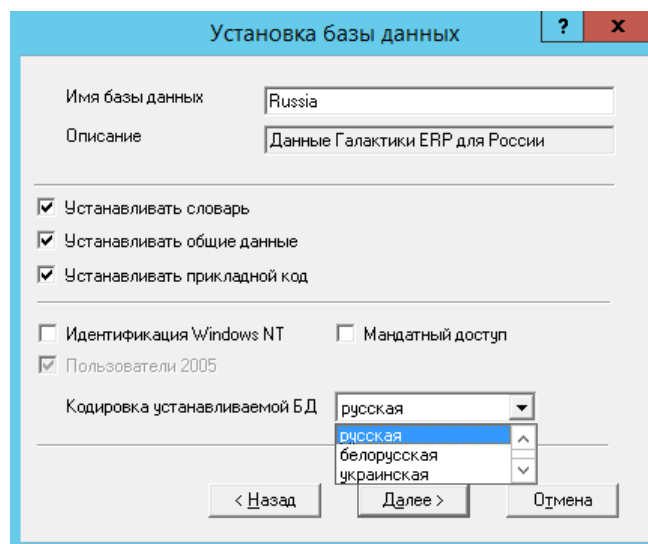 Установка базы данных
?
x
Имя базы данных
Russia
Описание
Данные Галактики ERP для России
Устанавливать словарь
Устанавливать общие данные
Устанавливать прикладной код
Идентификация Windows NT
Мандатный доступ
Пользователи 2005
Кодировка устанавливаемой БД
русская
русская
белорусская
украинская
< Назад
Далее >
Отмена